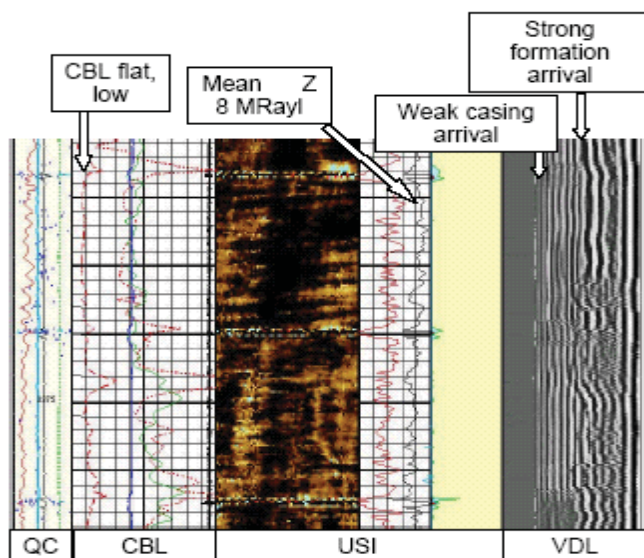 Strong
formation
arrival
CBL flat,
low
Mean Z
8 MRayl
Weak casing
arrival
QC CBL USI VDL